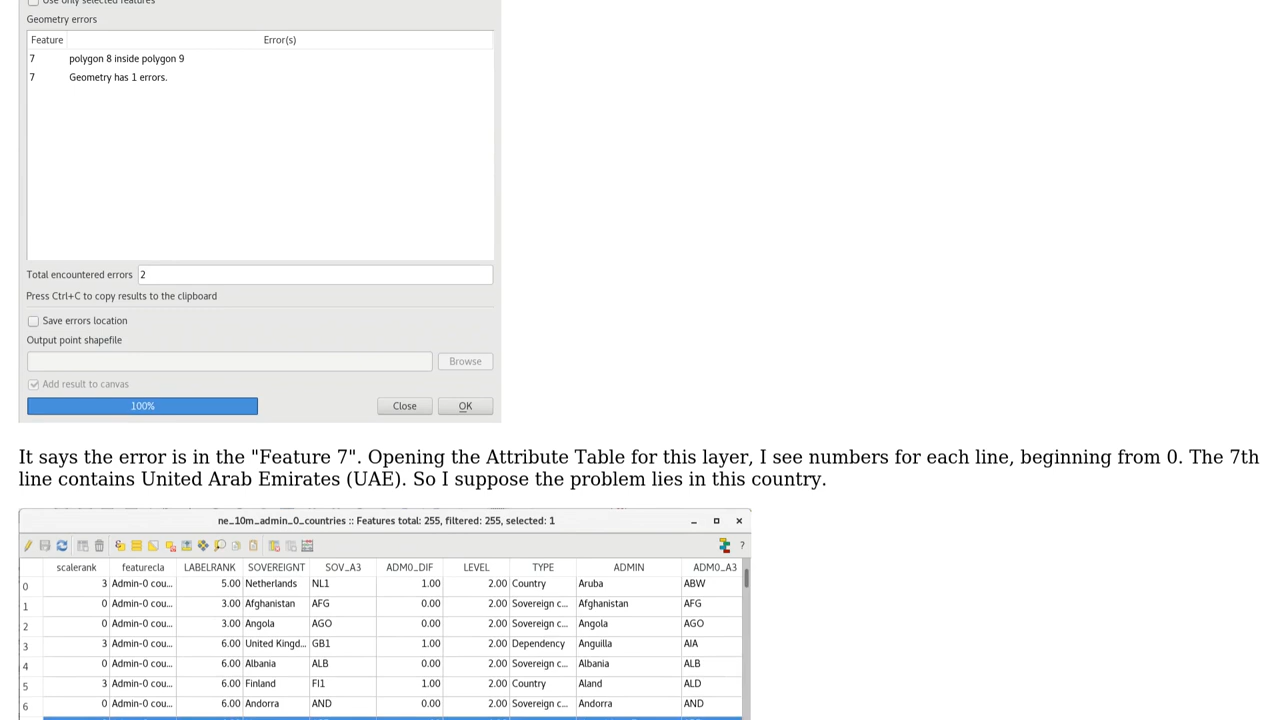 Use only selected features
Geometry errors
Feature Error(s)
7 polygon 8 inside polygon 9
7 Geometry has 1 errors.
Total encountered errors 2
Press Ctrl+C to copy results to the clipboard
Save errors location
Output point shapefile
Browse
Add result to canvas
100% Close OK
It says the error is in the "Feature 7". Opening the Attribute Table for this layer, I see numbers for each line, beginning from 0. The 7th
line contains United Arab Emirates (UAE). So I suppose the problem lies in this country.
ne_10m_admin_0_countries :: Features total: 255, filtered: 255, selected: 1
?
scalerank featurecla LABELRANK SOVEREIGNT SOV_A3 ADM0_DIF LEVEL TYPE ADMIN ADM0_A3
0 3 Admin-0 cou... 5.00 Netherlands NL1 1.00 2.00 Country Aruba ABW
1 0 Admin-0 cou... 3.00 Afghanistan AFG 0.00 2.00 Sovereign c... Afghanistan AFG
2 0 Admin-0 cou... 3.00 Angola AGO 0.00 2.00 Sovereign c... Angola AGO
3 3 Admin-0 cou... 6.00 United Kingd... GB1 1.00 2.00 Dependency Anguilla AIA
4 0 Admin-0 cou... 6.00 Albania ALB 0.00 2.00 Sovereign c... Albania ALB
5 3 Admin-0 cou... 6.00 Finland FI1 1.00 2.00 Country Aland ALD
6 0 Admin-0 cou... 6.00 Andorra AND 0.00 2.00 Sovereign c... Andorra AND